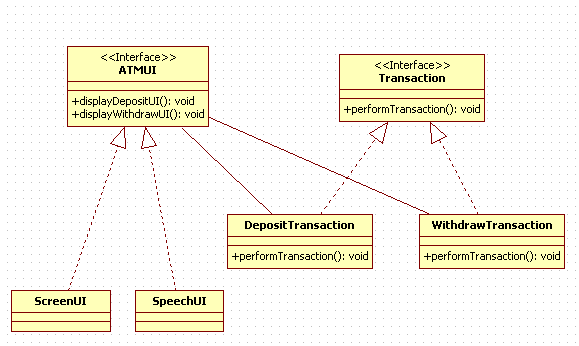 <<Interface>>
ATMUI
+displayDepositUI(): void
+displayWithdrawUI(): void
<<Interface>>
Transaction
+performTransaction(): void
DepositTransaction
+performTransaction(): void
WithdrawTransaction
+performTransaction(): void
ScreenUI
SpeechUI